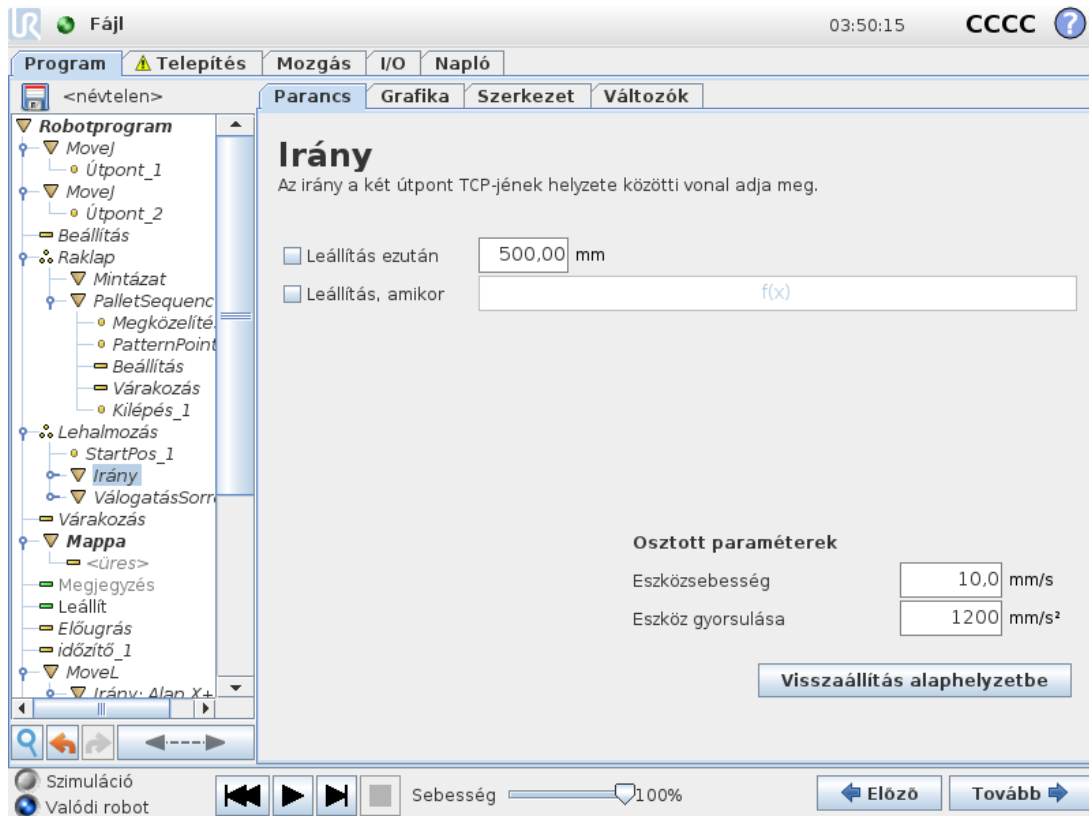 Fájl
03:50:15
CCCC
?
Program
Telepítés
Mozgás
I/O
Napló
<névtelen>
Parancs
Grafika
Szerkezet
Változók
Robotprogram
MoveJ
Útpont_1
MoveJ
Útpont_2
Beállítás
Raklap
Mintázat
PalletSequenc
Megközelítés
PatternPoint
Beállítás
Várakozás
Kilépés_1
Lehalmozás
StartPos_1
Irány
VálogatásSorre
Várakozás
Mappa
<üres>
Megjegyzés
Leállít
Előugrás
időzítő_1
MoveL
Irány: Alap X+
Irány
Az irány a két útpont TCP-jének helyzete közötti vonal adja meg.
Leállítás ezután 500,00 mm
Leállítás, amikor f(x)
Osztott paraméterek
Eszközsebesség 10,0 mm/s
Eszköz gyorsulása 1200 mm/s²
Visszaállítás alaphelyzetbe
Szimuláció
Valódi robot
Sebesség 100%
Előző
Tovább